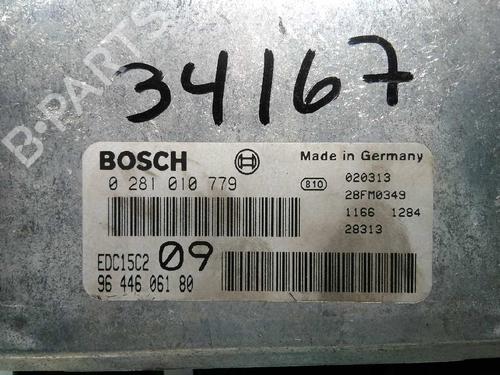 34167
B-PARTS
BOSCH
Made in Germany
0 281 010 779
810
020313
28FM0349
1166 1284
28313
EDC15C2 09
96 446 061 80